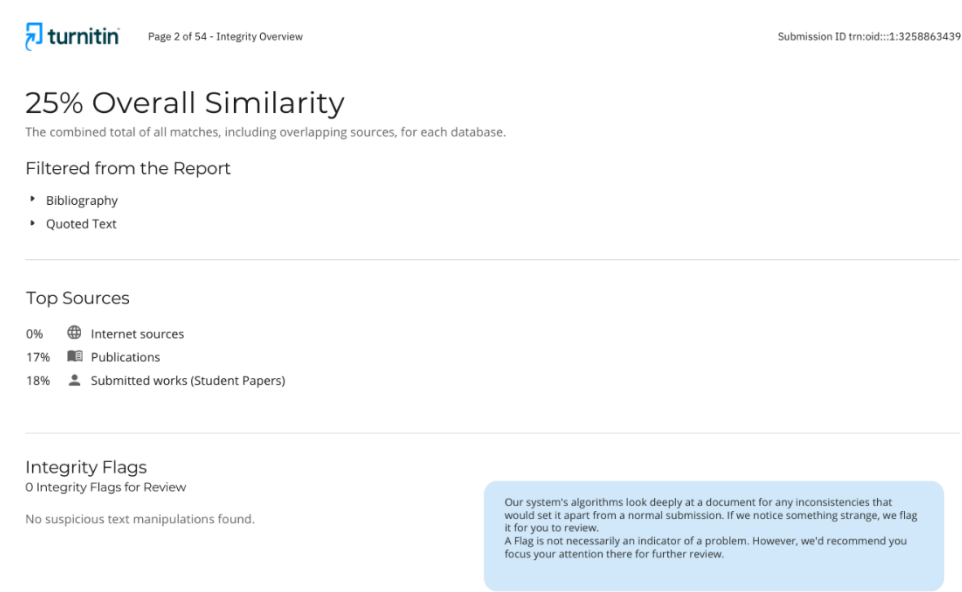 turnitin
Page 2 of 54 - Integrity Overview
Submission ID trn:oid:::1:3258863439
25% Overall Similarity
The combined total of all matches, including overlapping sources, for each database.
Filtered from the Report
Bibliography
Quoted Text
Top Sources
0% Internet sources
17% Publications
18% Submitted works (Student Papers)
Integrity Flags
0 Integrity Flags for Review
No suspicious text manipulations found.
Our system's algorithms look deeply at a document for any inconsistencies that
would set it apart from a normal submission. If we notice something strange, we flag
it for you to review.
A Flag is not necessarily an indicator of a problem. However, we'd recommend you
focus your attention there for further review.